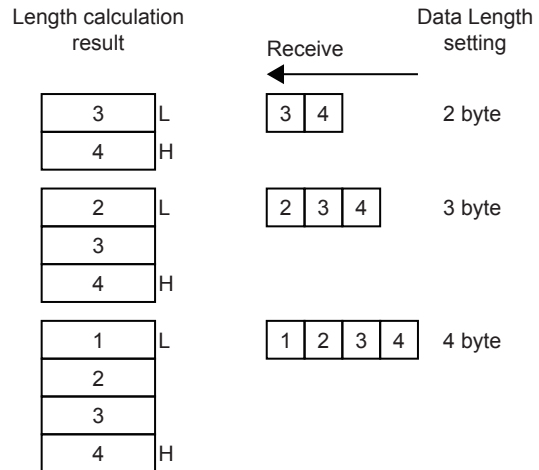 Length calculation
result
Receive
Data Length
setting
3 L
4 H
3 4
2 byte
2 L
3
4 H
2 3 4
3 byte
1 L
2
3
4 H
1 2 3 4
4 byte